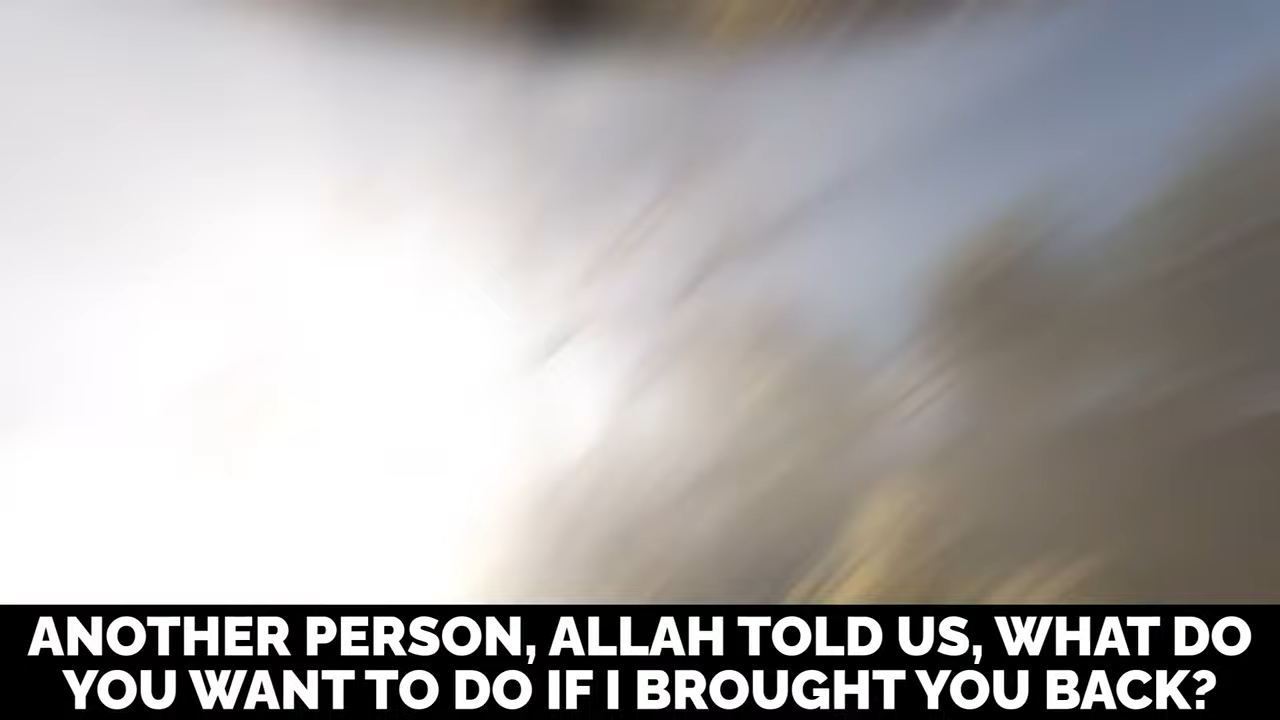 ANOTHER PERSON, ALLAH TOLD US, WHAT DO
YOU WANT TO DO IF I BROUGHT YOU BACK?